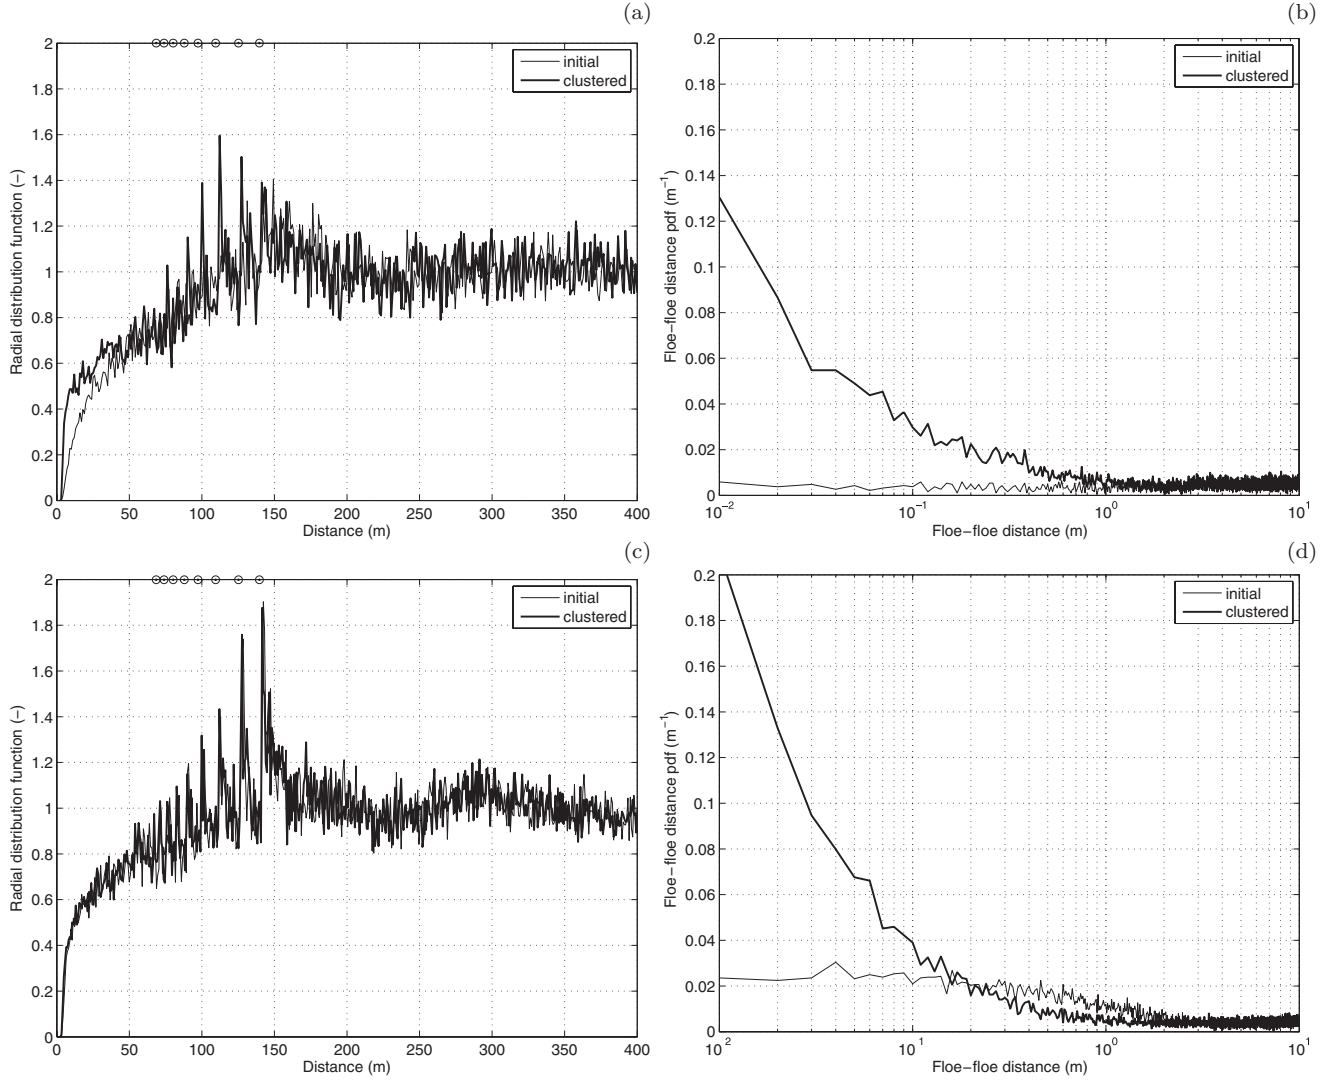 (a)
2
1.8
1.6
1.4
1.2
1
0.8
0.6
0.4
0.2
0
Radial distribution function (−)
initial
clustered
0 50 100 150 200 250 300 350 400
Distance (m)
(b)
0.2
0.18
0.16
0.14
0.12
0.1
0.08
0.06
0.04
0.02
0
Floe−floe distance pdf (m⁻¹)
initial
clustered
10⁻² 10⁻¹ 10⁰ 10¹
Floe−floe distance (m)
(c)
2
1.8
1.6
1.4
1.2
1
0.8
0.6
0.4
0.2
0
Radial distribution function (−)
initial
clustered
0 50 100 150 200 250 300 350 400
Distance (m)
(d)
0.2
0.18
0.16
0.14
0.12
0.1
0.08
0.06
0.04
0.02
0
Floe−floe distance pdf (m⁻¹)
initial
clustered
10⁻² 10⁻¹ 10⁰ 10¹
Floe−floe distance (m)